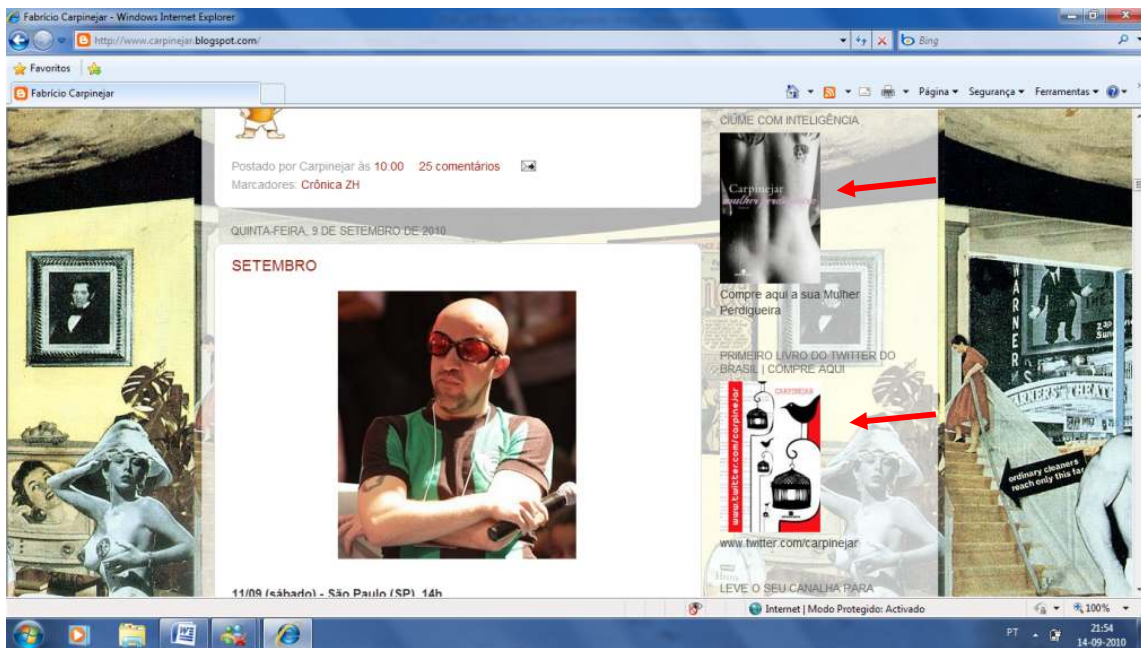 Fabrício Carpinejar - Windows Internet Explorer
http://www.carpinejar.blogspot.com/
Bing
Favoritos
Fabrício Carpinejar
Página
Segurança
Ferramentas
Postado por Carpinejar às 10:00 25 comentários
Marcadores: Crônica ZH
QUINTA-FEIRA, 9 DE SETEMBRO DE 2010
SETEMBRO
11/09 (sábado) - São Paulo (SP), 14h
CIÚME COM INTELIGÊNCIA
Carpinejar
mulher perdigueira
Compre aqui a sua Mulher
Perdigueira
PRIMEIRO LIVRO DO TWITTER DO
BRASIL | COMPRE AQUI
CARPINEJAR
www.twitter.com/carpinejar
www.twitter.com/carpinejar
LEVE O SEU CANALHA PARA
WARNER
ordinary cleaners
reach only this far
Internet | Modo Protegido: Activado
100%
PT
21:54
14-09-2010